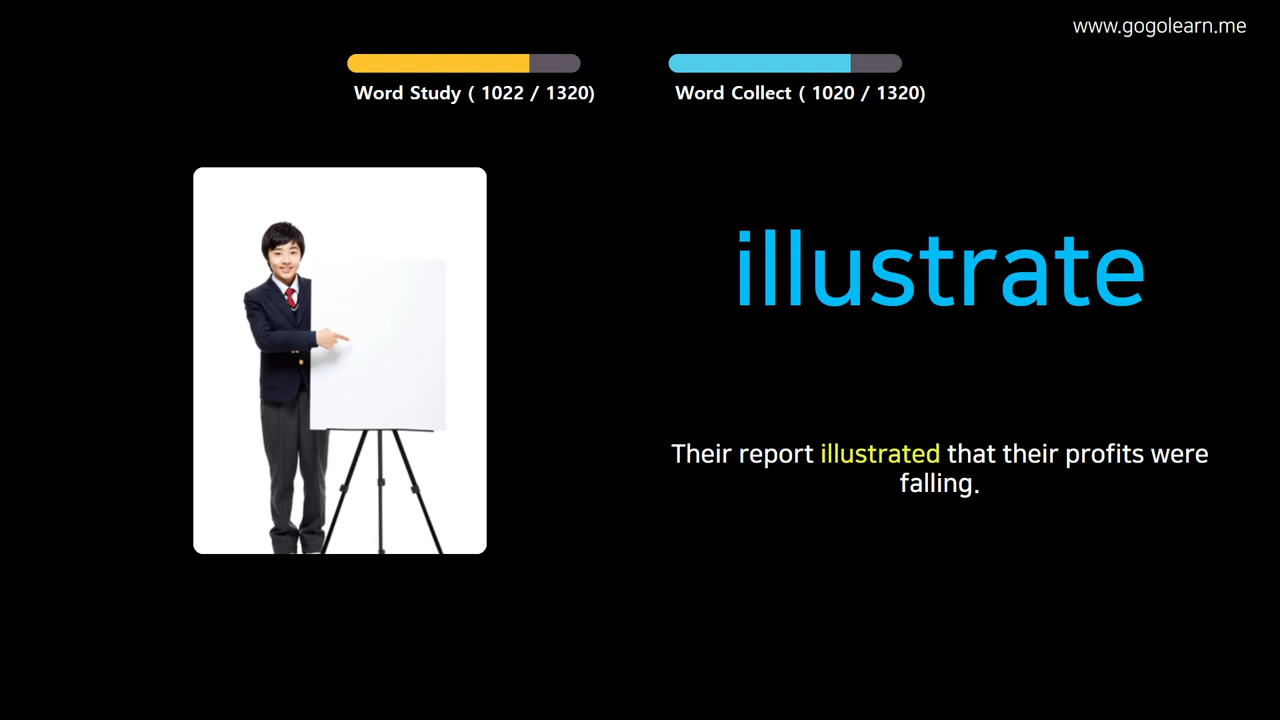 www.gogolearn.me
Word Study ( 1022 / 1320)
Word Collect ( 1020 / 1320)
illustrate
Their report illustrated that their profits were
falling.